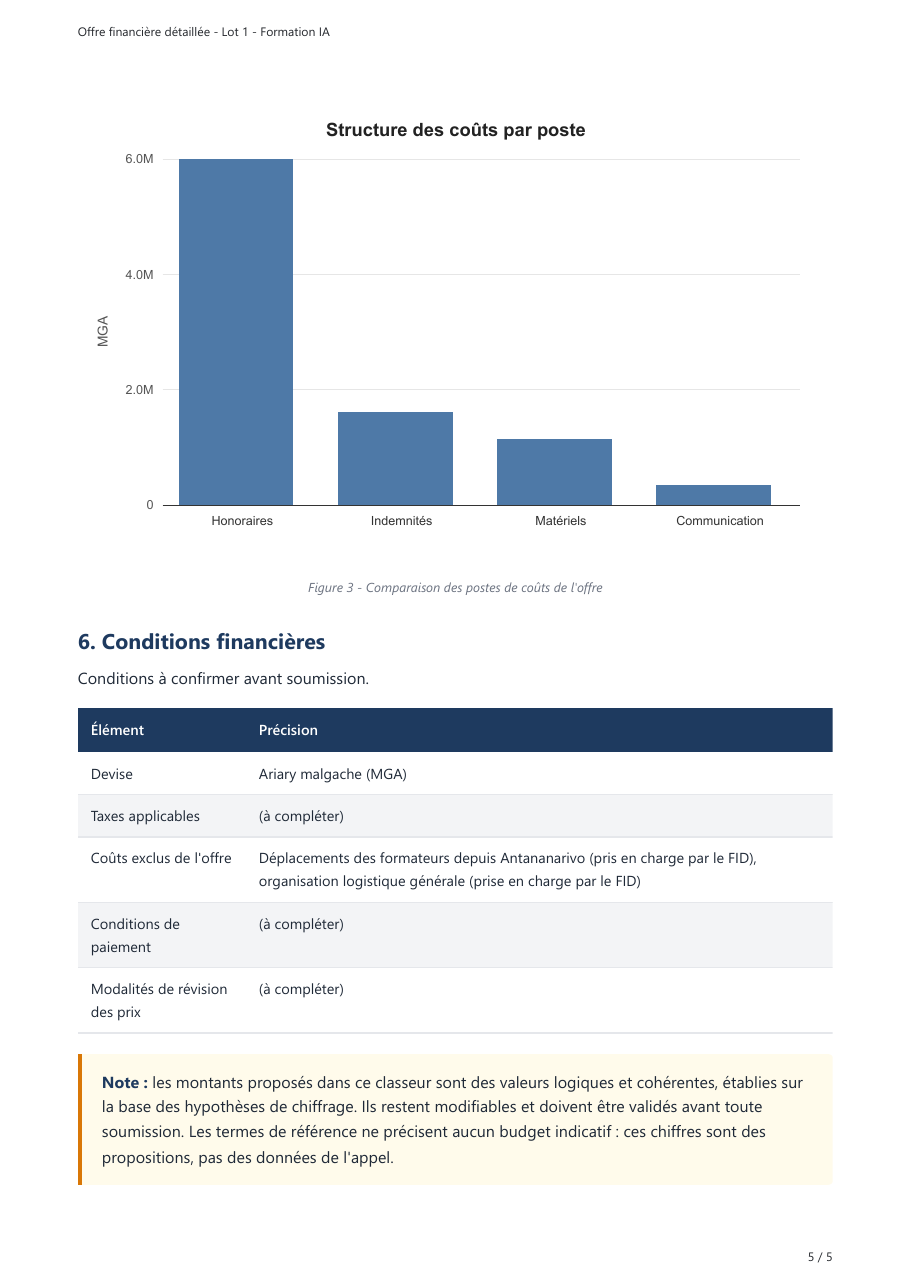 Offre financière détaillée - Lot 1 - Formation IA
Structure des coûts par poste
6.0M
4.0M
MGA
2.0M
0
Honoraires Indemnités Matériels Communication
Figure 3 - Comparaison des postes de coûts de l'offre
6. Conditions financières
Conditions à confirmer avant soumission.
Élément Précision
Devise Ariary malgache (MGA)
Taxes applicables (à compléter)
Coûts exclus de l'offre Déplacements des formateurs depuis Antananarivo (pris en charge par le FID),
organisation logistique générale (prise en charge par le FID)
Conditions de (à compléter)
paiement
Modalités de révision (à compléter)
des prix
Note : les montants proposés dans ce classeur sont des valeurs logiques et cohérentes, établies sur
la base des hypothèses de chiffrage. Ils restent modifiables et doivent être validés avant toute
soumission. Les termes de référence ne précisent aucun budget indicatif : ces chiffres sont des
propositions, pas des données de l'appel.
5 / 5